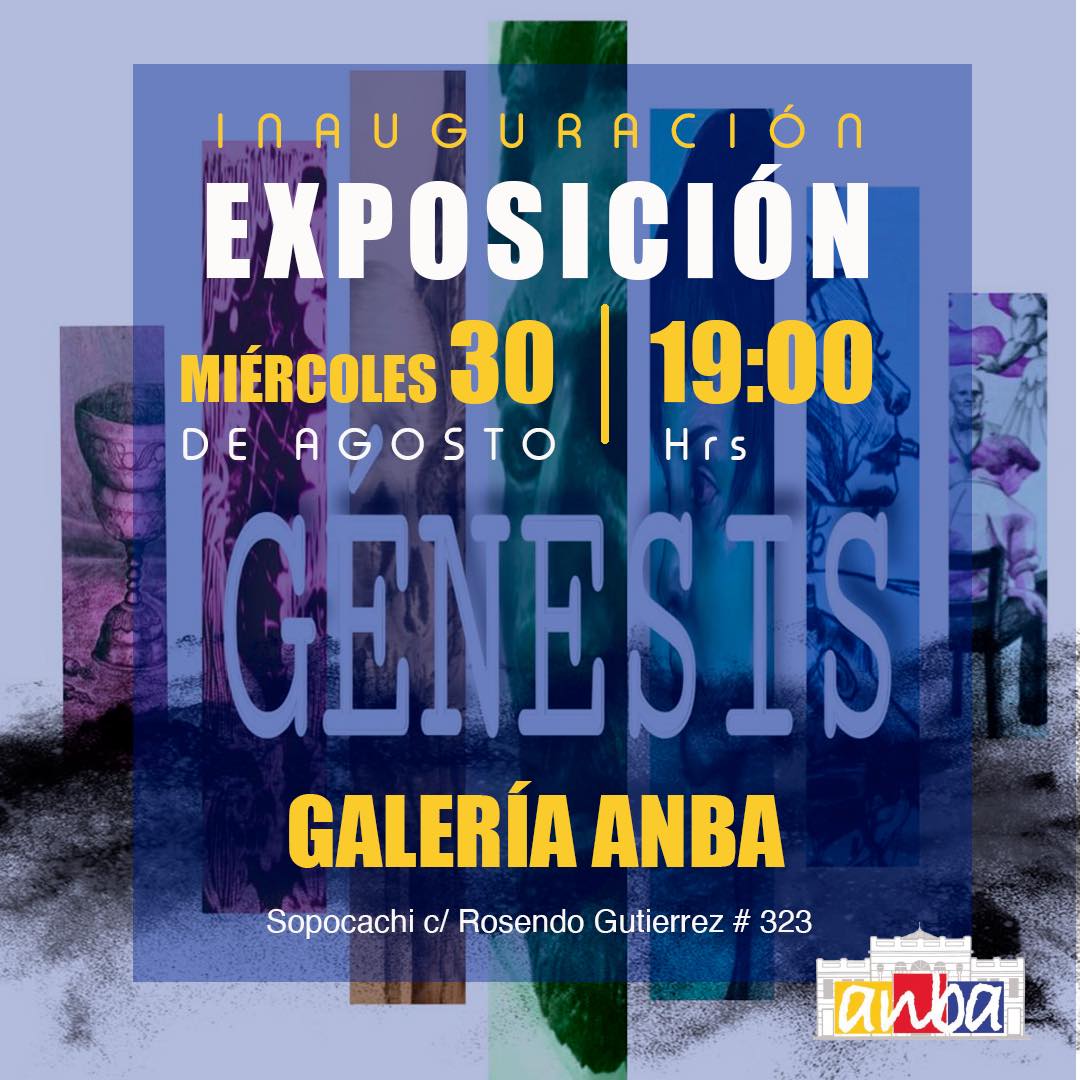 INAUGURACIÓN
EXPOSICIÓN
MIÉRCOLES 30 | 19:00
DE AGOSTO Hrs
GÉNESIS
GALERÍA ANBA
Sopocachi c/ Rosendo Gutierrez # 323
anba